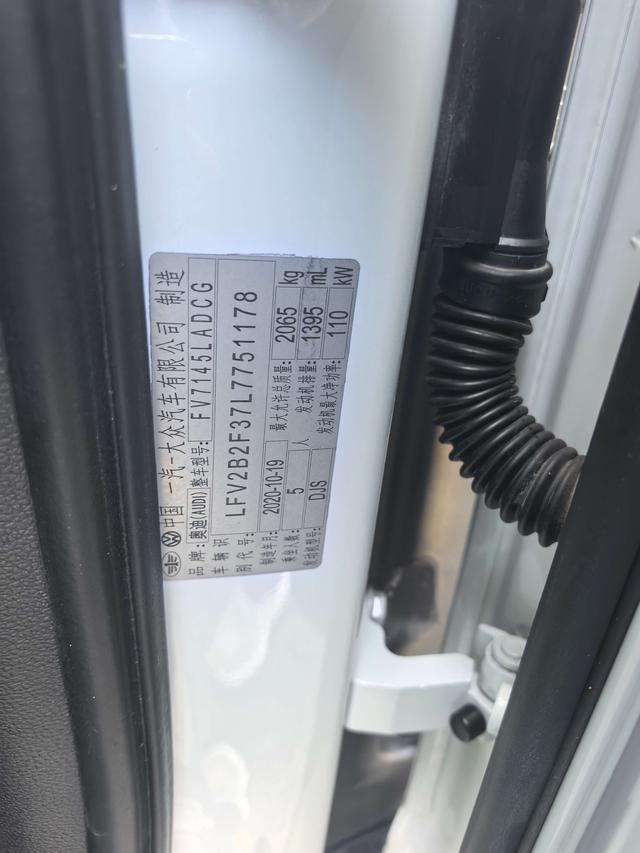 中国 一汽-大众汽车有限公司 制造
品牌:奥迪(AUDI) 整车型号: FV7145LADCG
车辆识别代号: LFV2B2F37L7751178
制造年月: 2020-10-19 最大允许总质量: 2065 kg
乘坐人数: 5 人 发动机排量: 1395 mL
发动机型号: DJS 发动机最大净功率: 110 kW